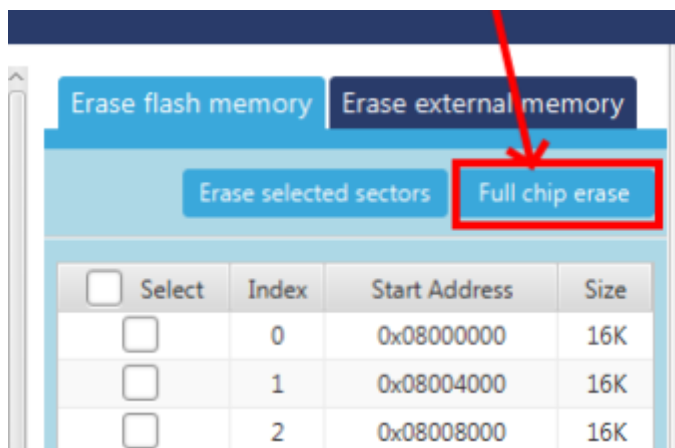 Erase flash memory Erase external memory
Erase selected sectors Full chip erase
Select Index Start Address Size
0 0x08000000 16K
1 0x08004000 16K
2 0x08008000 16K